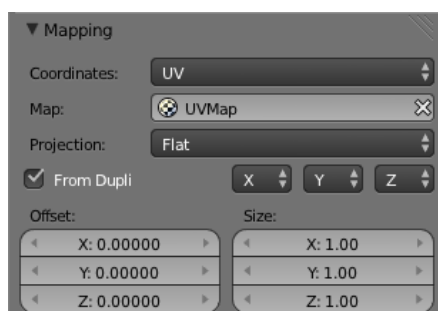 Mapping
Coordinates: UV
Map: UVMap
Projection: Flat
From Dupli X Y Z
Offset: Size:
X: 0.00000 X: 1.00
Y: 0.00000 Y: 1.00
Z: 0.00000 Z: 1.00